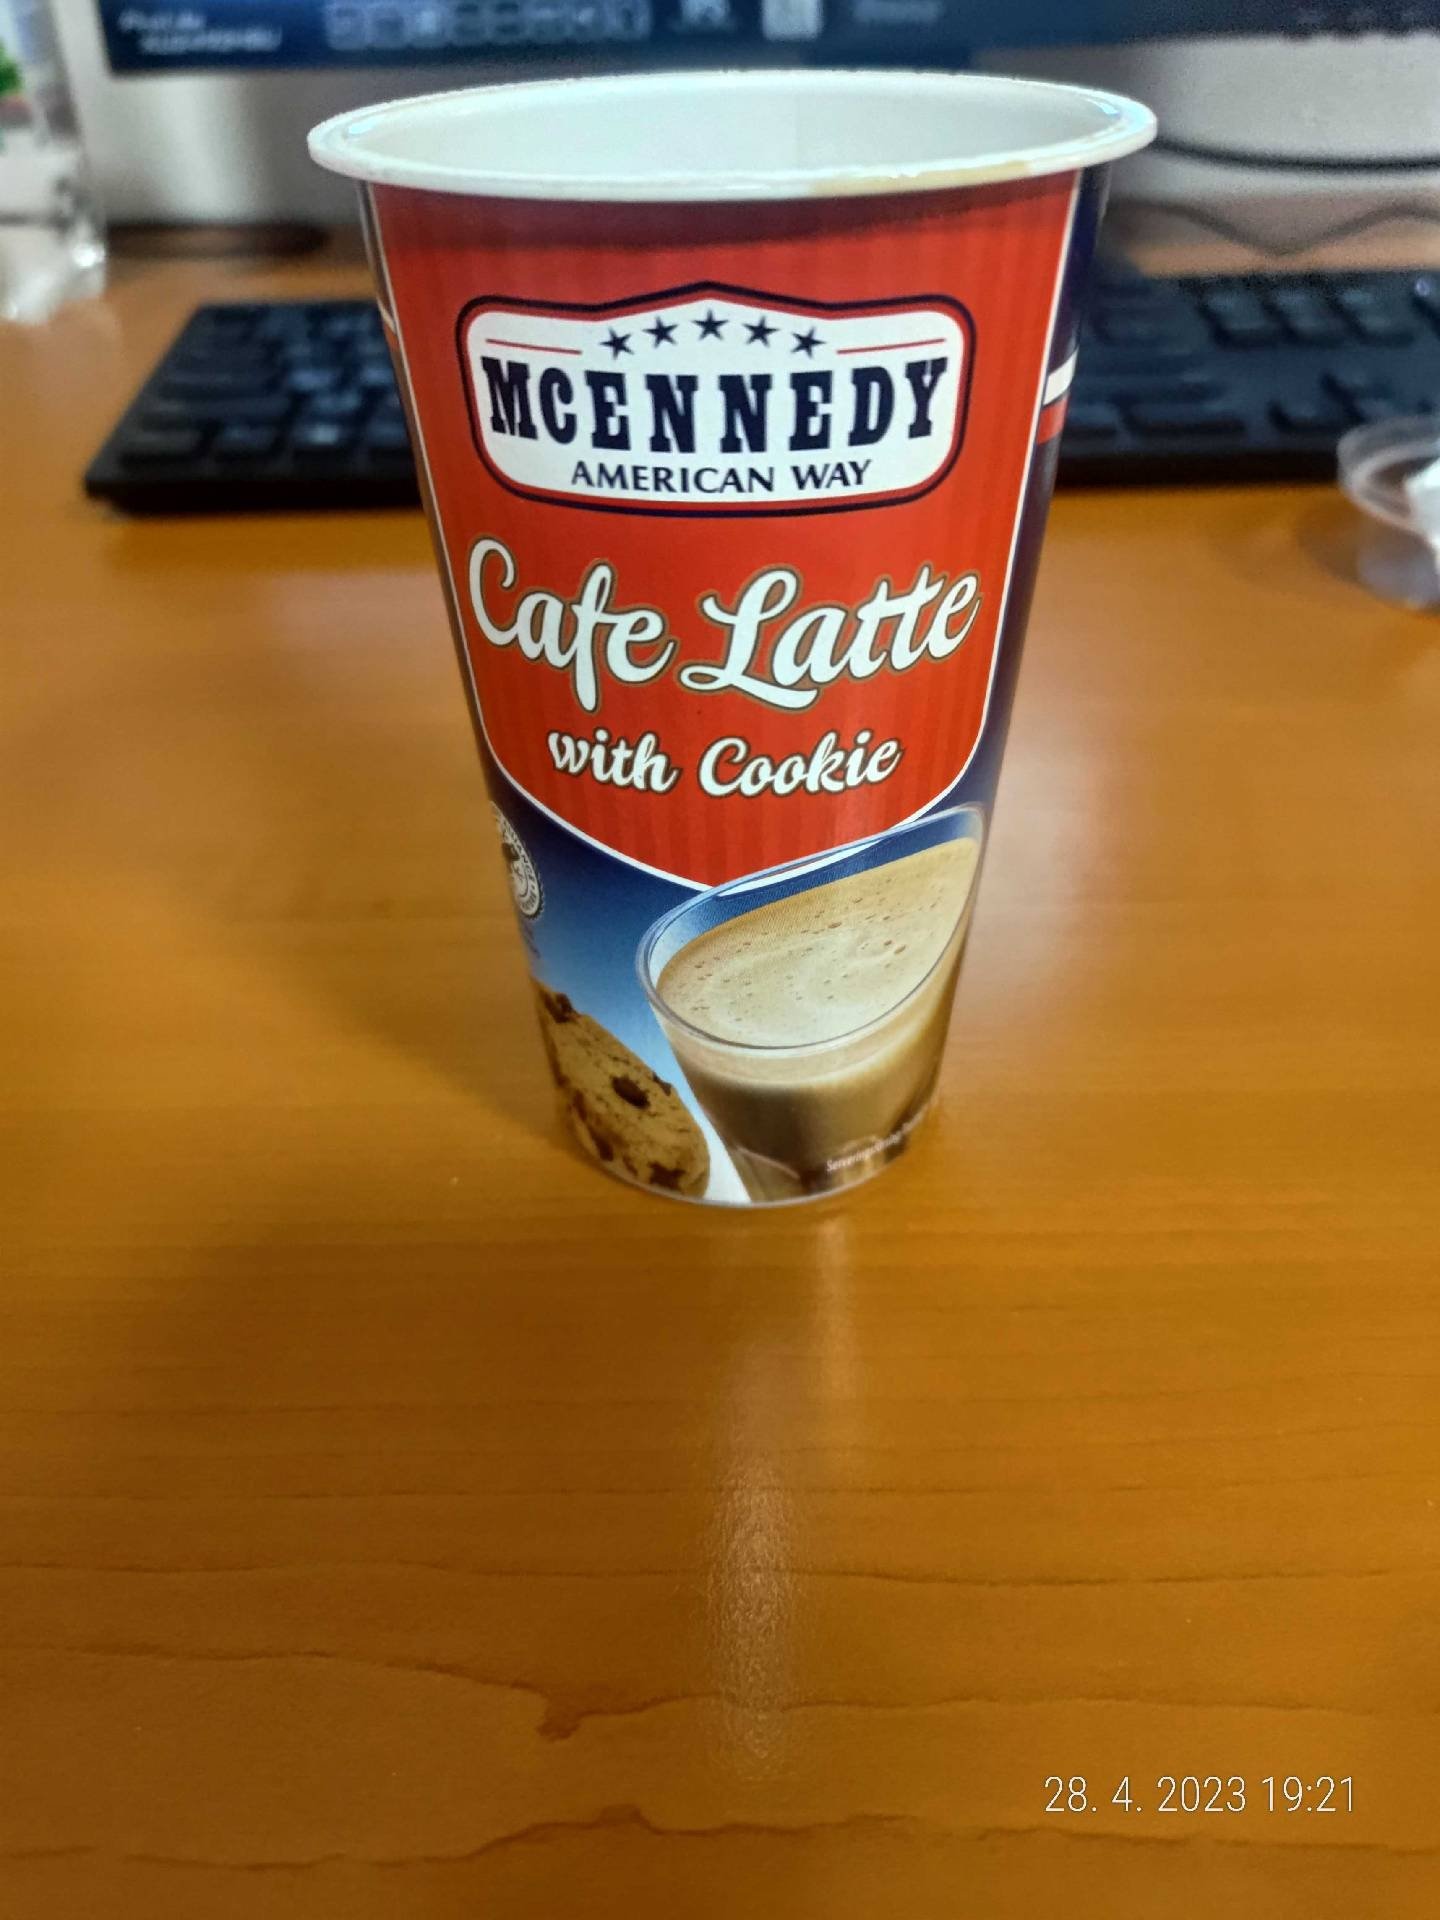 MCENNEDY
AMERICAN WAY
Cafe Latte
with Cookie
28. 4. 2023 19:21